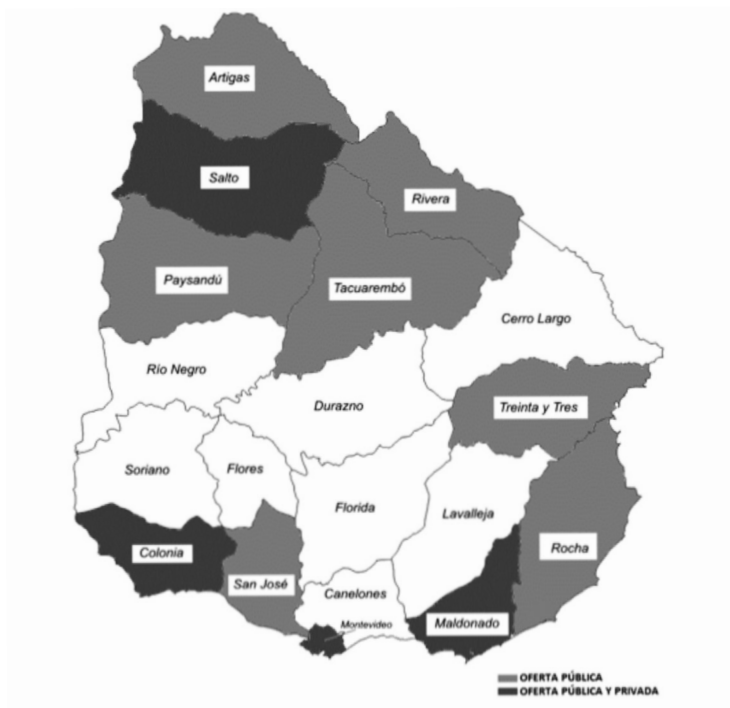 Artigas
Salto
Rivera
Paysandú
Tacuarembó
Cerro Largo
Río Negro
Durazno
Treinta y Tres
Soriano
Flores
Florida
Lavalleja
Colonia
Rocha
San José
Canelones
Montevideo
Maldonado
OFERTA PÚBLICA
OFERTA PÚBLICA Y PRIVADA